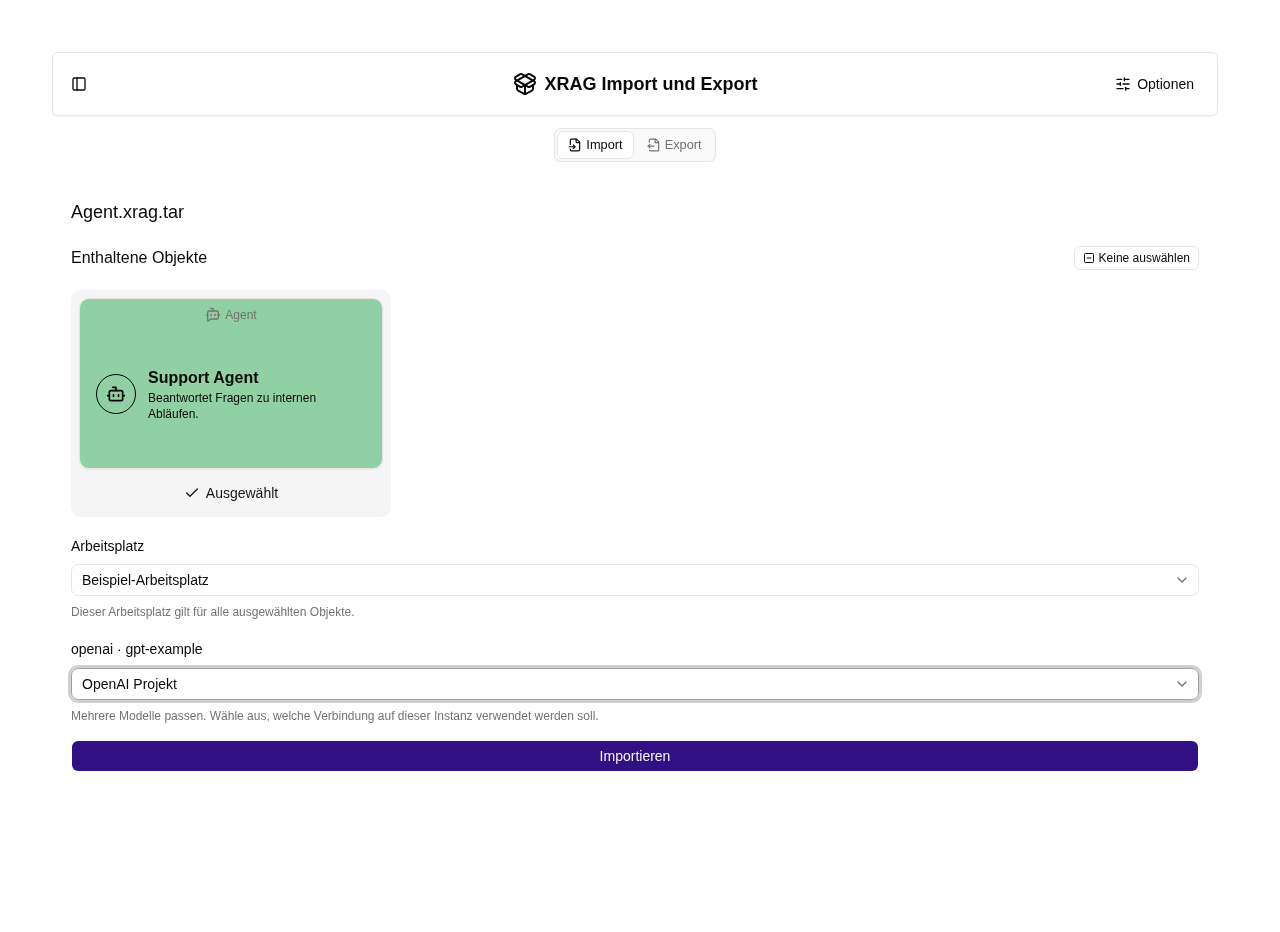 XRAG Import und Export
Optionen
Import
Export
Agent.xrag.tar
Enthaltene Objekte
Keine auswählen
Agent
Support Agent
Beantwortet Fragen zu internen
Abläufen.
Ausgewählt
Arbeitsplatz
Beispiel-Arbeitsplatz
Dieser Arbeitsplatz gilt für alle ausgewählten Objekte.
openai · gpt-example
OpenAI Projekt
Mehrere Modelle passen. Wähle aus, welche Verbindung auf dieser Instanz verwendet werden soll.
Importieren